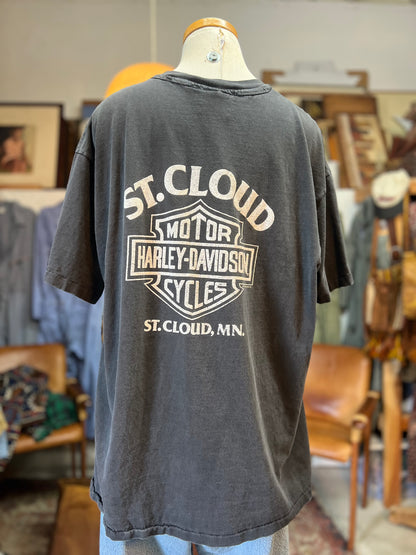 ST. CLOUD
MOTOR
HARLEY-DAVIDSON
CYCLES
ST. CLOUD, MN.